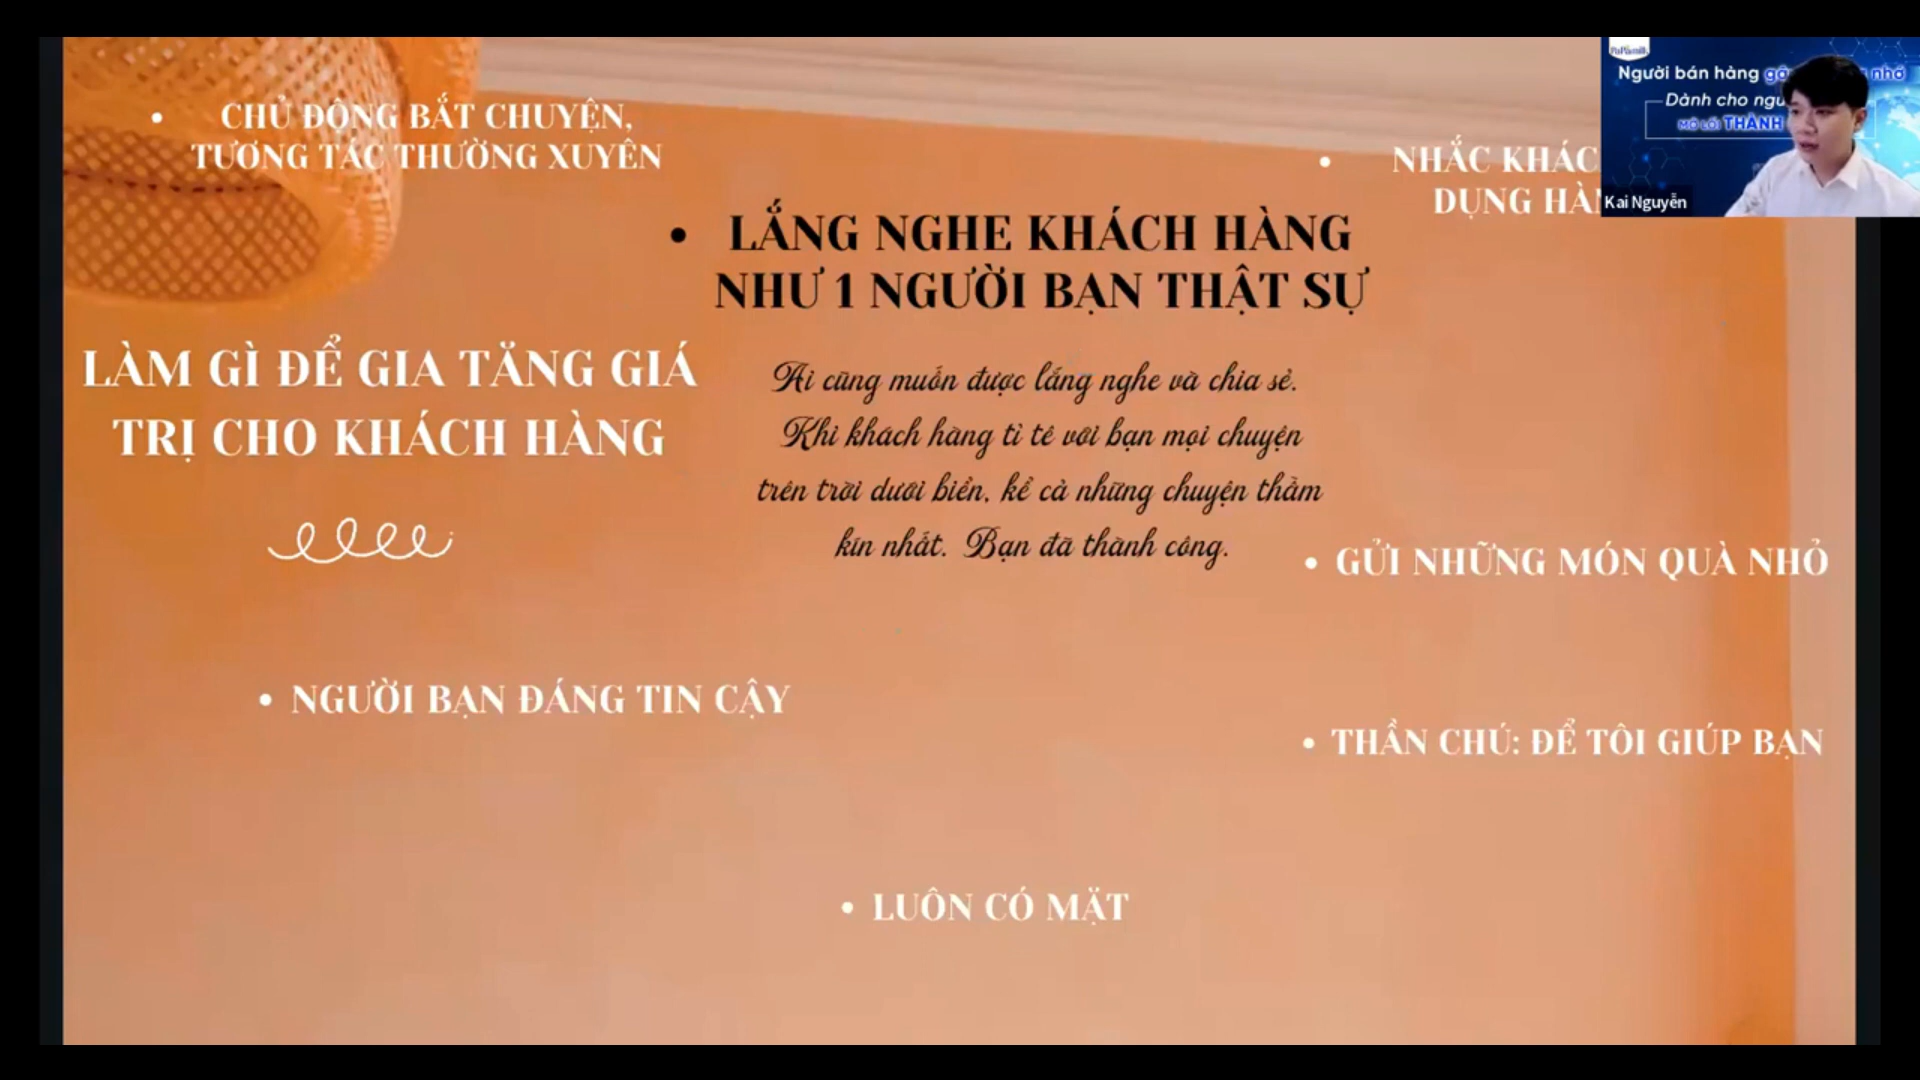 CHỦ ĐỘNG BẮT CHUYỆN,
TƯƠNG TÁC THƯỜNG XUYÊN
LẮNG NGHE KHÁCH HÀNG
NHƯ 1 NGƯỜI BẠN THẬT SỰ
Ai cũng muốn được lắng nghe và chia sẻ.
Khi khách hàng tỉ tê với bạn mọi chuyện
trên trời dưới biển, kể cả những chuyện thầm
kín nhất. Bạn đã thành công.
LÀM GÌ ĐỂ GIA TĂNG GIÁ
TRỊ CHO KHÁCH HÀNG
NHẮC
DỤNG
GỬI NHỮNG MÓN QUÀ NHỎ
NGƯỜI BẠN ĐÁNG TIN CẬY
THẦN CHÚ: ĐỂ TÔI GIÚP BẠN
LUÔN CÓ MẶT
Người bán hàng nhớ
Dành cho
THÀNH
Kai Nguyễn